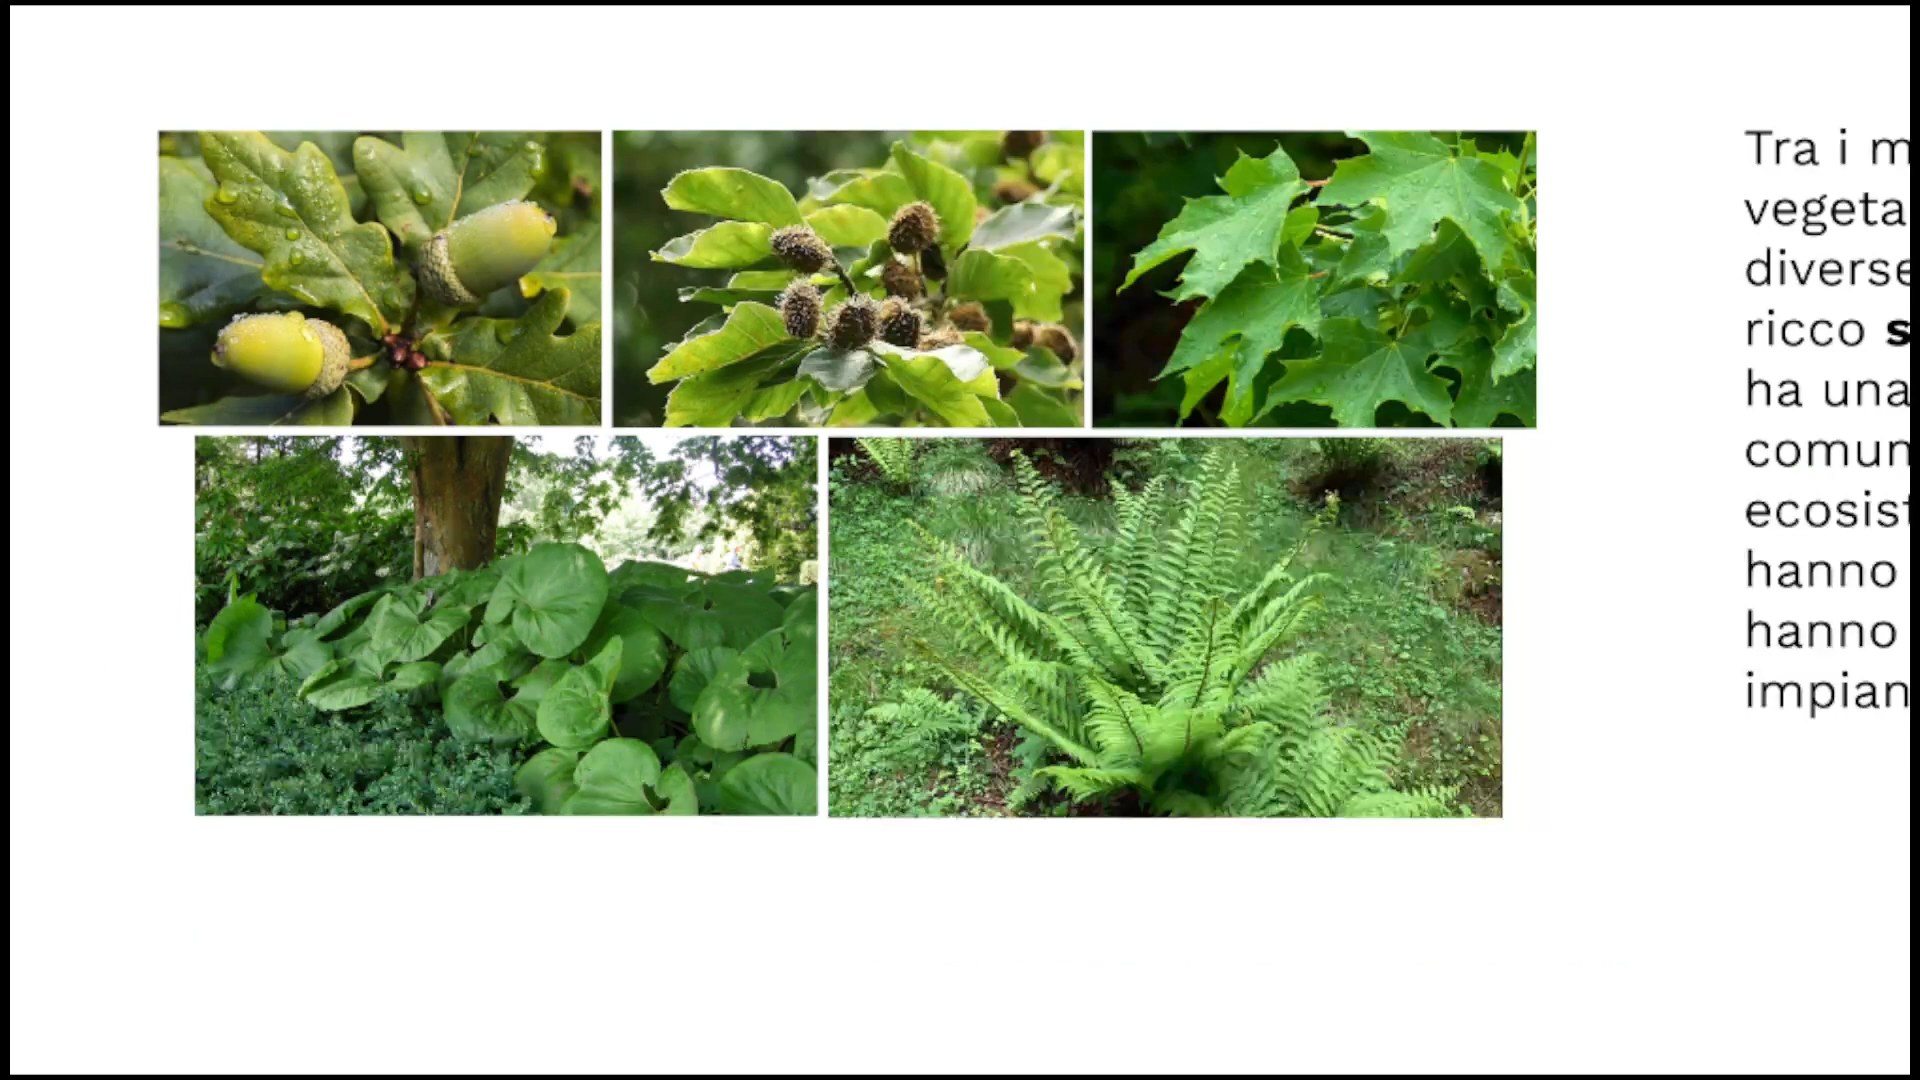 Tra i m
vegeta
diverse
ricco s
ha una
comun
ecosist
hanno
hanno
impian